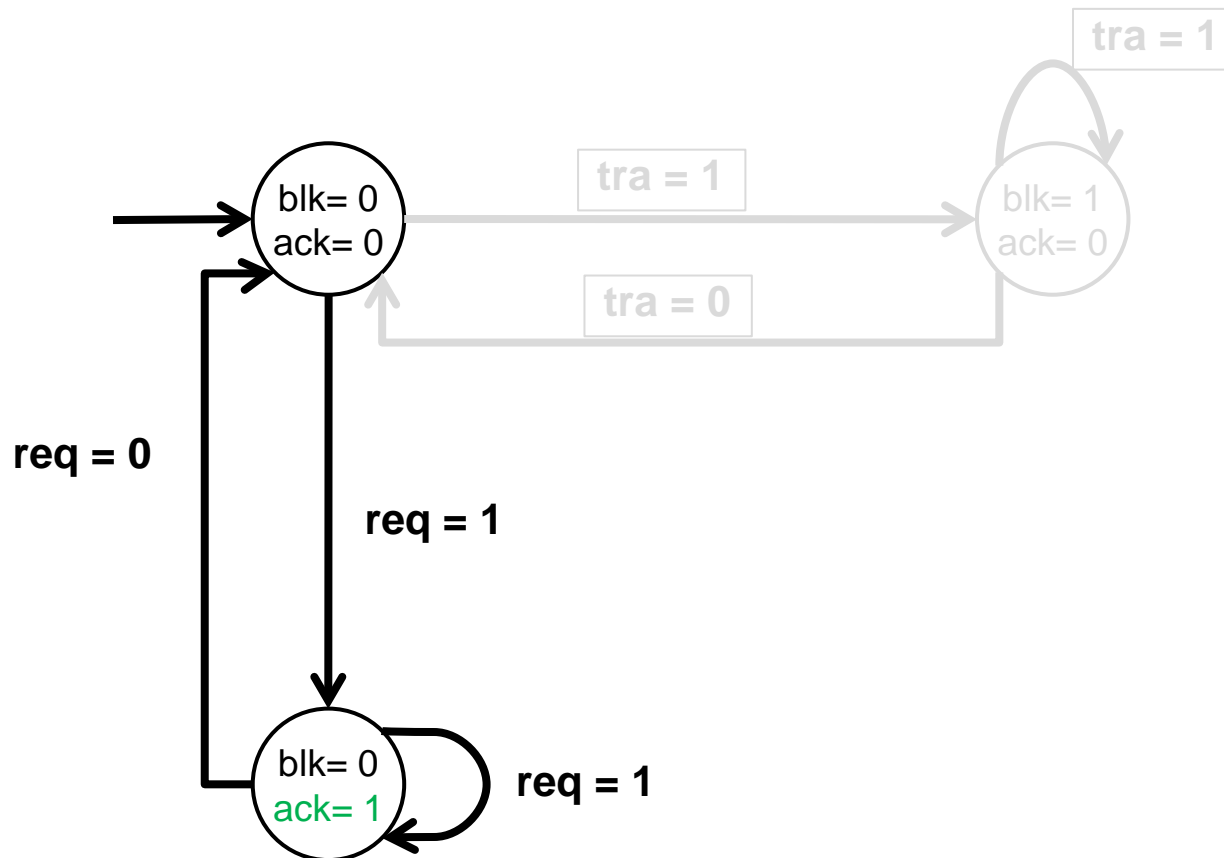 tra = 1
tra = 1
blk= 0
ack= 0
blk= 1
ack= 0
tra = 0
req = 0
req = 1
blk= 0
ack= 1
req = 1